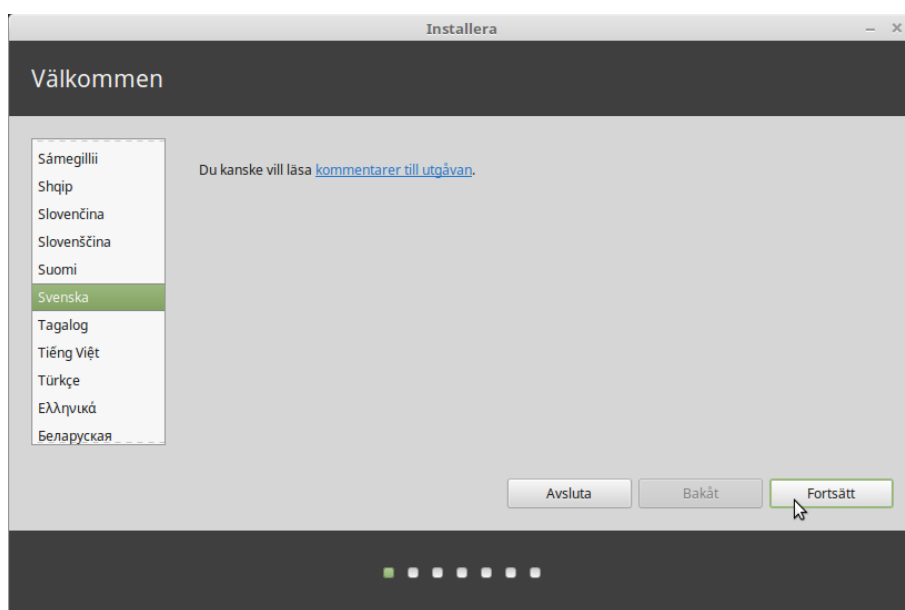 Installera
Välkommen
Sámegillii
Shqip
Slovenčina
Slovenščina
Suomi
Svenska
Tagalog
Tiếng Việt
Türkçe
Ελληνικά
Беларуская
Du kanske vill läsa kommentarer till utgåvan.
Avsluta
Bakåt
Fortsätt